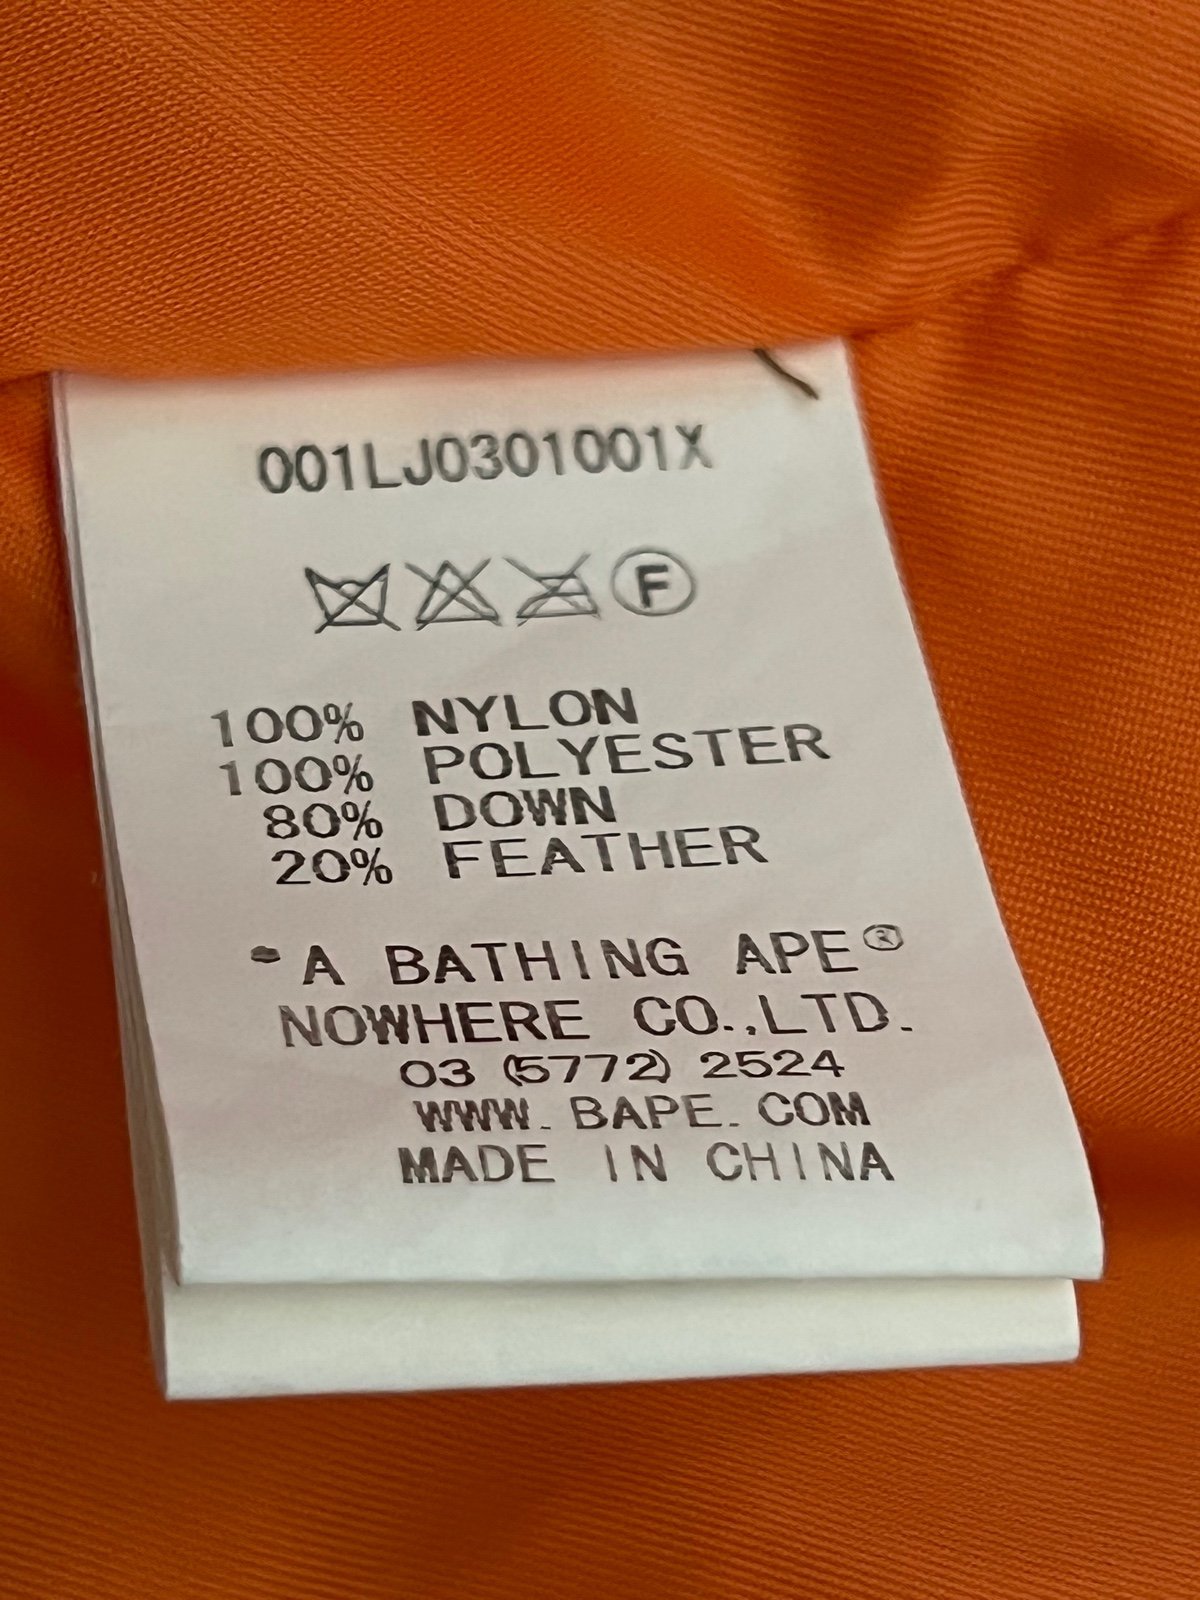 001LJ0301001X
F
100% NYLON
100% POLYESTER
80% DOWN
20% FEATHER
*A BATHING APE®
NOWHERE CO.,LTD.
03 (5772) 2524
WWW.BAPE.COM
MADE IN CHINA